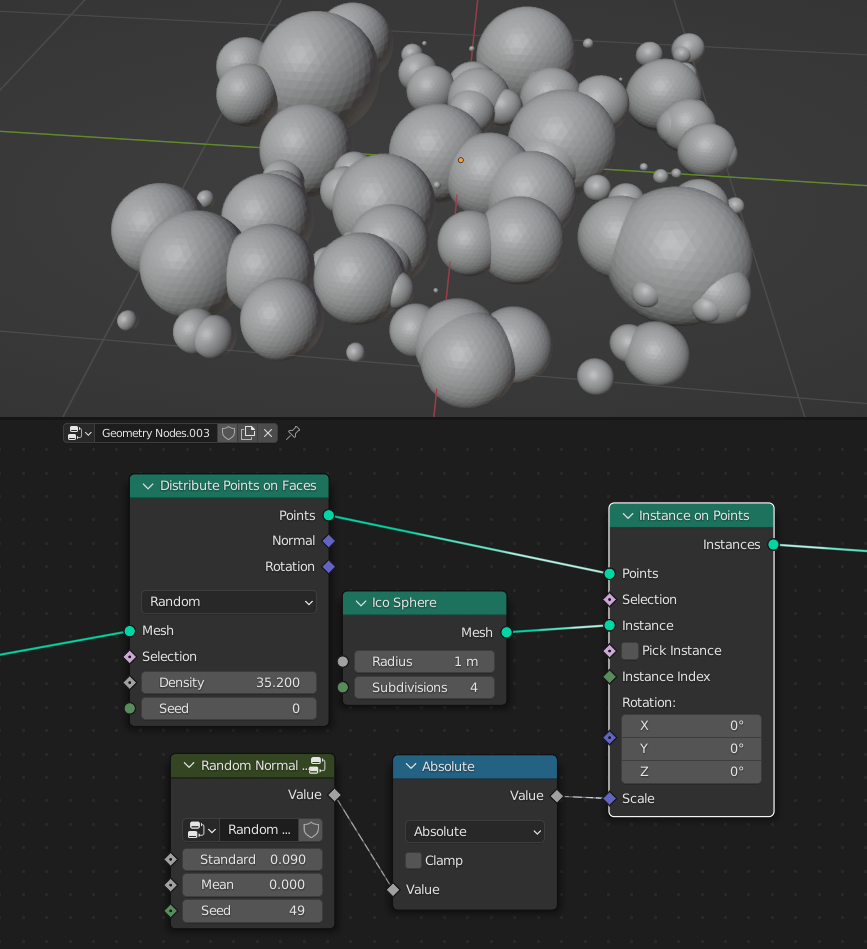 Geometry Nodes.003
Distribute Points on Faces
Points
Normal
Rotation
Random
Mesh
Selection
Density 35.200
Seed 0
Ico Sphere
Mesh
Radius 1 m
Subdivisions 4
Instance on Points
Instances
Points
Selection
Instance
Pick Instance
Instance Index
Rotation:
X 0°
Y 0°
Z 0°
Scale
Random Normal ..
Value
Random ...
Standard 0.090
Mean 0.000
Seed 49
Absolute
Value
Absolute
Clamp
Value